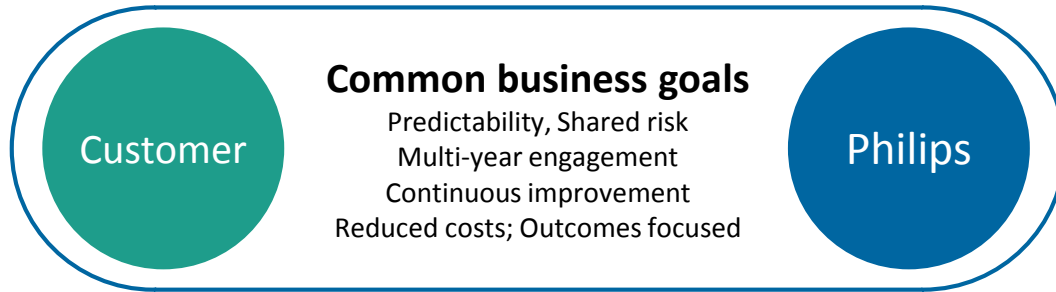 Customer
Common business goals
Predictability, Shared risk
Multi-year engagement
Continuous improvement
Reduced costs; Outcomes focused
Philips